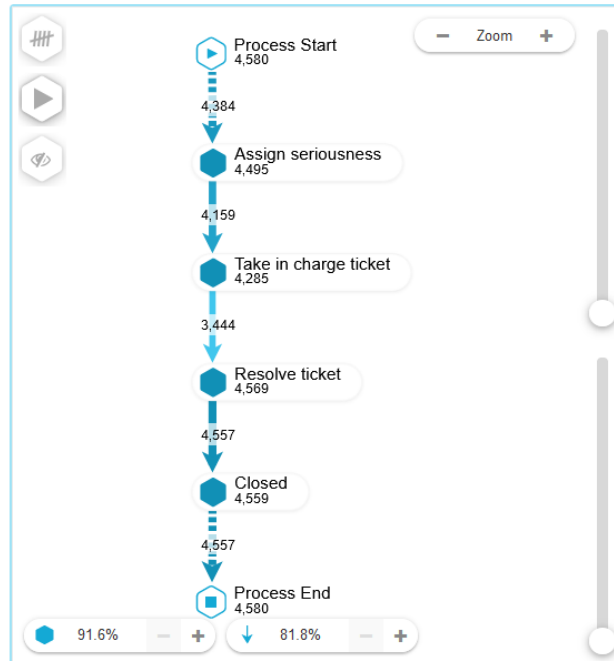 Process Start
4,580
Zoom
4,384
Assign seriousness
4,495
4,159
Take in charge ticket
4,285
3,444
Resolve ticket
4,569
4,557
Closed
4,559
4,557
Process End
4,580
91.6%
81.8%